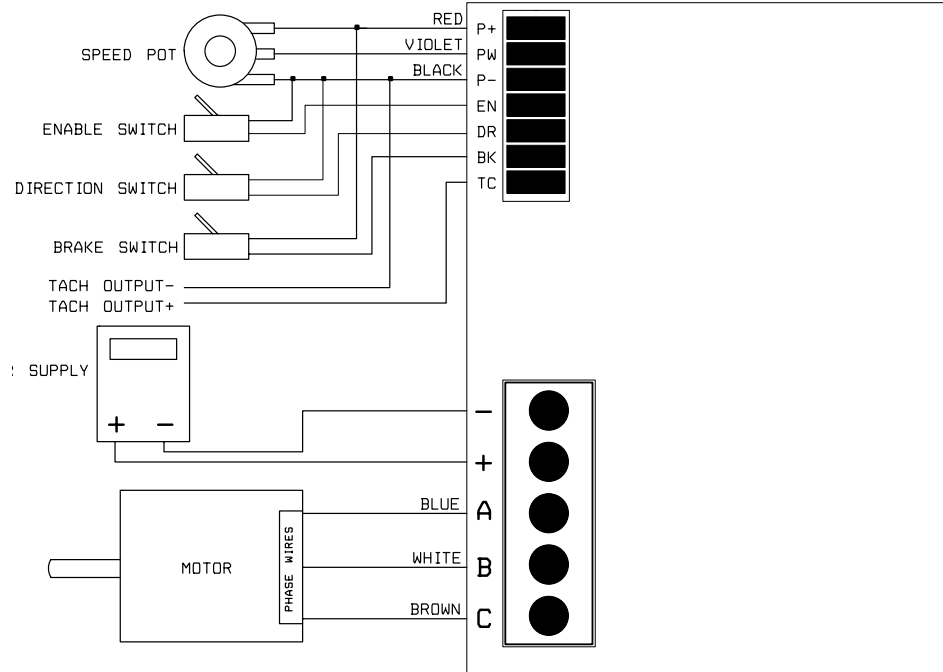 RED
P+
VIOLET
SPEED POT
PW
BLACK
P-
EN
ENABLE SWITCH
DR
BK
DIRECTION SWITCH
TC
BRAKE SWITCH
TACH OUTPUT-
TACH OUTPUT+
SUPPLY
+ -
-
+
BLUE
A
WHITE
B
MOTOR
PHASE WIRES
BROWN
C